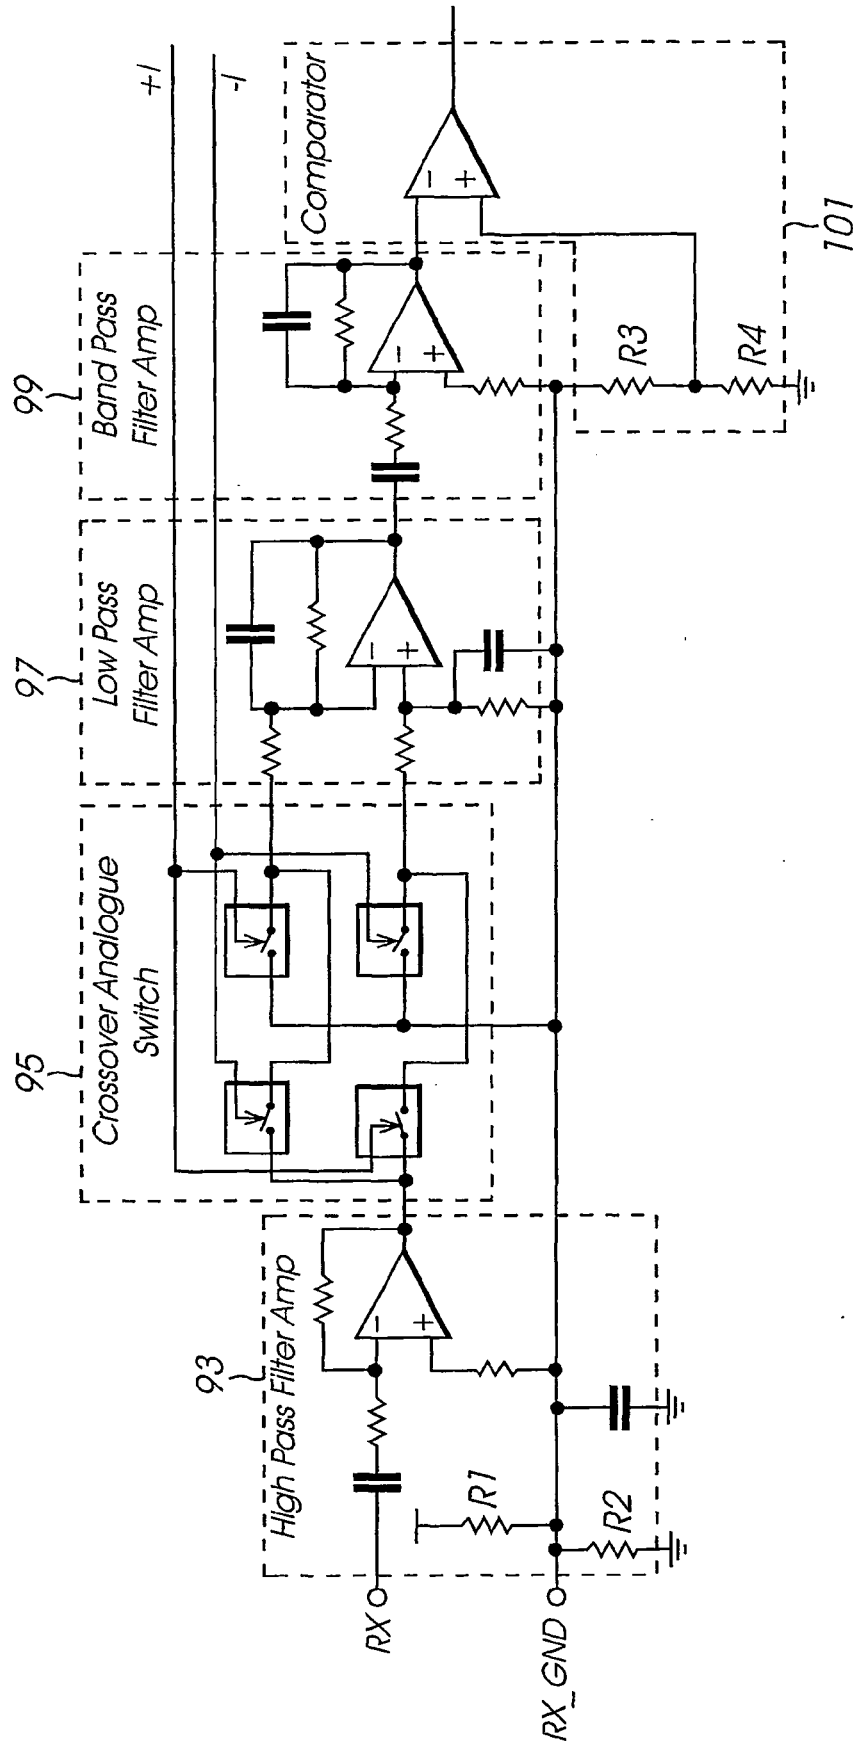 93
High Pass Filter Amp
RX
RX_GND
R1
R2
−
+
95
Crossover Analogue
Switch
97
Low Pass
Filter Amp
−
+
99
Band Pass
Filter Amp
−
+
+I
-I
Comparator
−
+
R3
R4
101